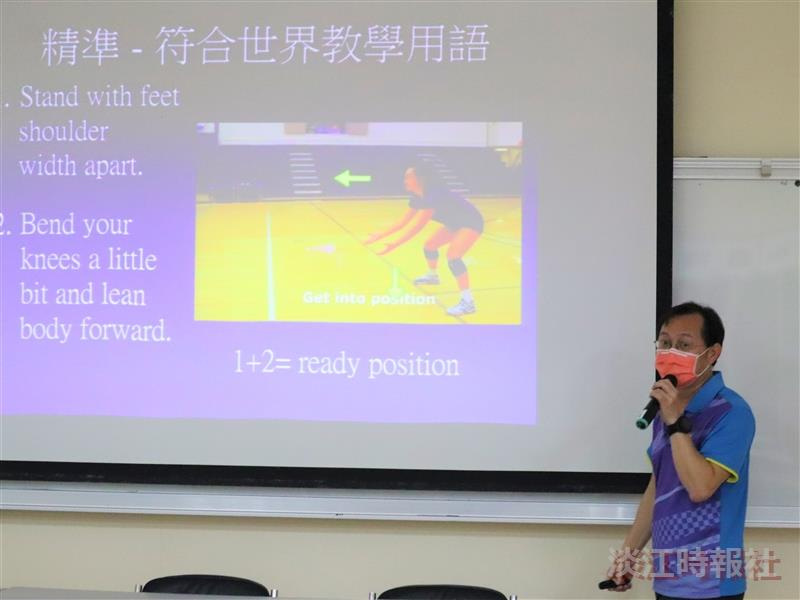 精準 - 符合世界教學用語
. Stand with feet
shoulder
width apart.
2. Bend your
knees a little
bit and lean
body forward.
Get into position
1+2= ready position
淡江時報社